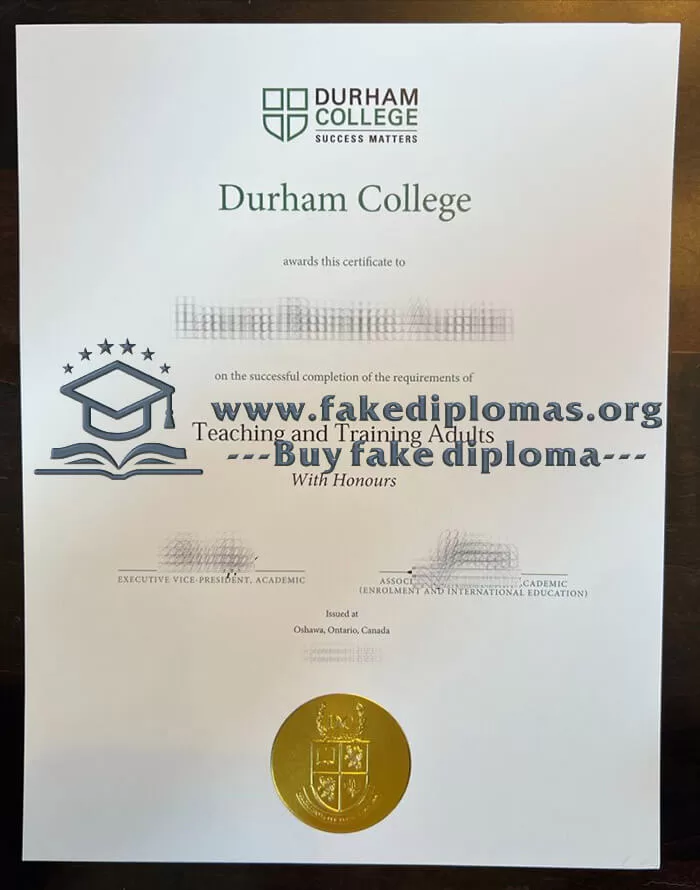 DURHAM
COLLEGE
SUCCESS MATTERS
Durham College
awards this certificate to
on the successful completion of the requirements of
www.fakediplomas.org
Teaching and Training Adults
---Buy fake diploma---
With Honours
EXECUTIVE VICE-PRESIDENT, ACADEMIC
(ENROLMENT AND INTERNATIONAL EDUCATION)
Issued at
Oshawa, Ontario, Canada